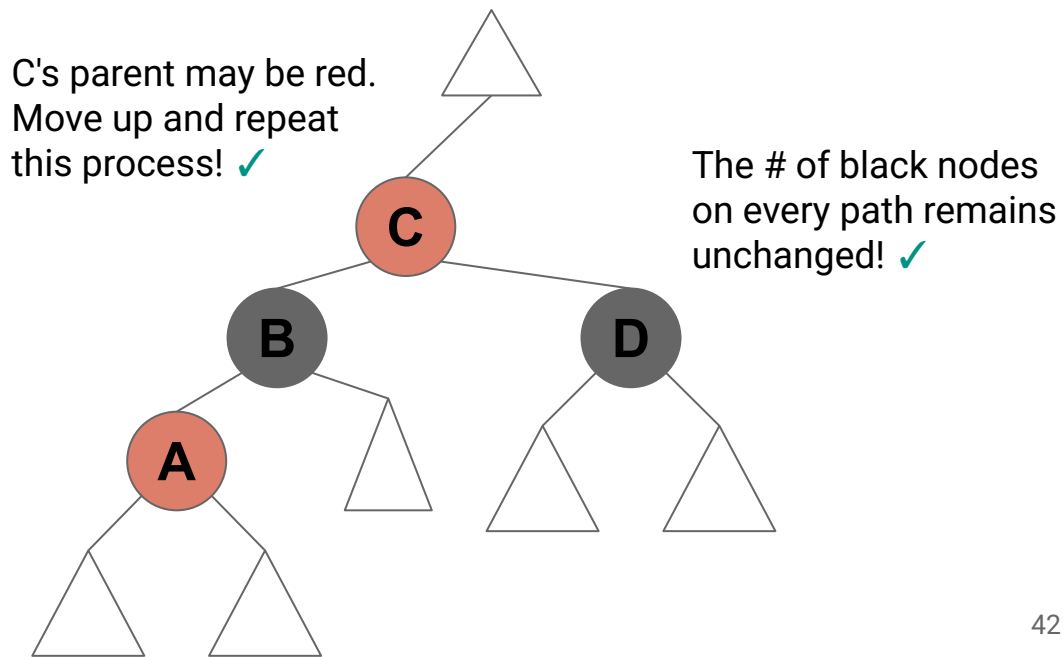 C's parent may be red.
Move up and repeat
this process! ✓
The # of black nodes
on every path remains
unchanged! ✓
C
B
D
A
42